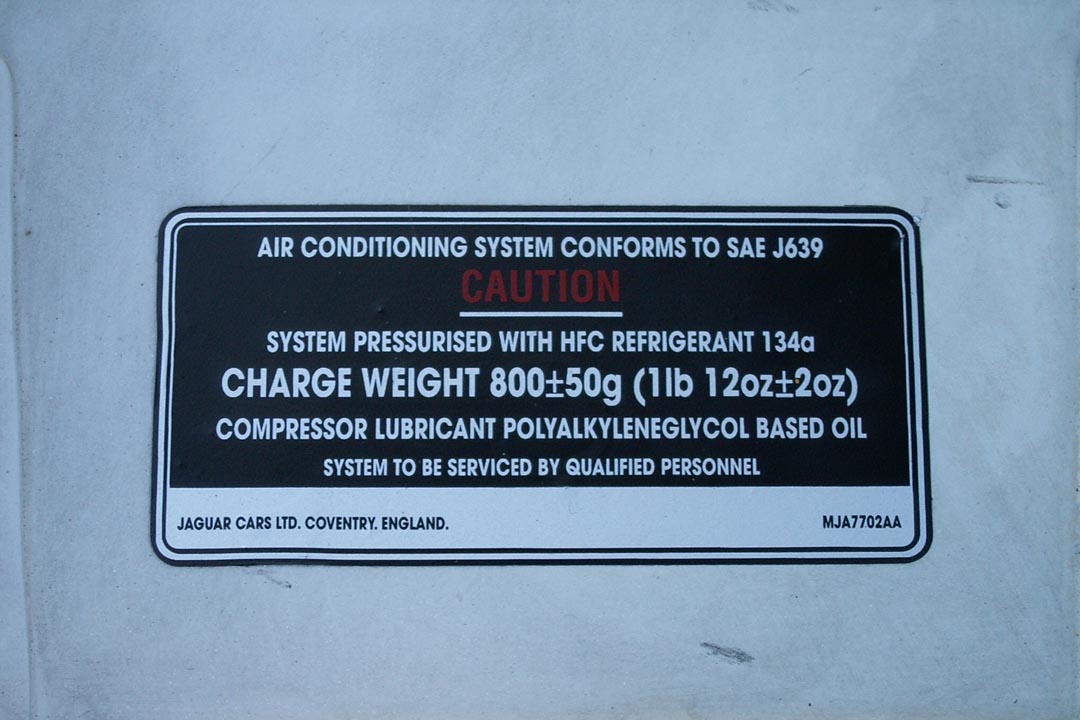 AIR CONDITIONING SYSTEM CONFORMS TO SAE J639
CAUTION
SYSTEM PRESSURISED WITH HFC REFRIGERANT 134a
CHARGE WEIGHT 800±50g (1lb 12oz±2oz)
COMPRESSOR LUBRICANT POLYALKYLENEGLYCOL BASED OIL
SYSTEM TO BE SERVICED BY QUALIFIED PERSONNEL
JAGUAR CARS LTD. COVENTRY. ENGLAND. MJA7702AA